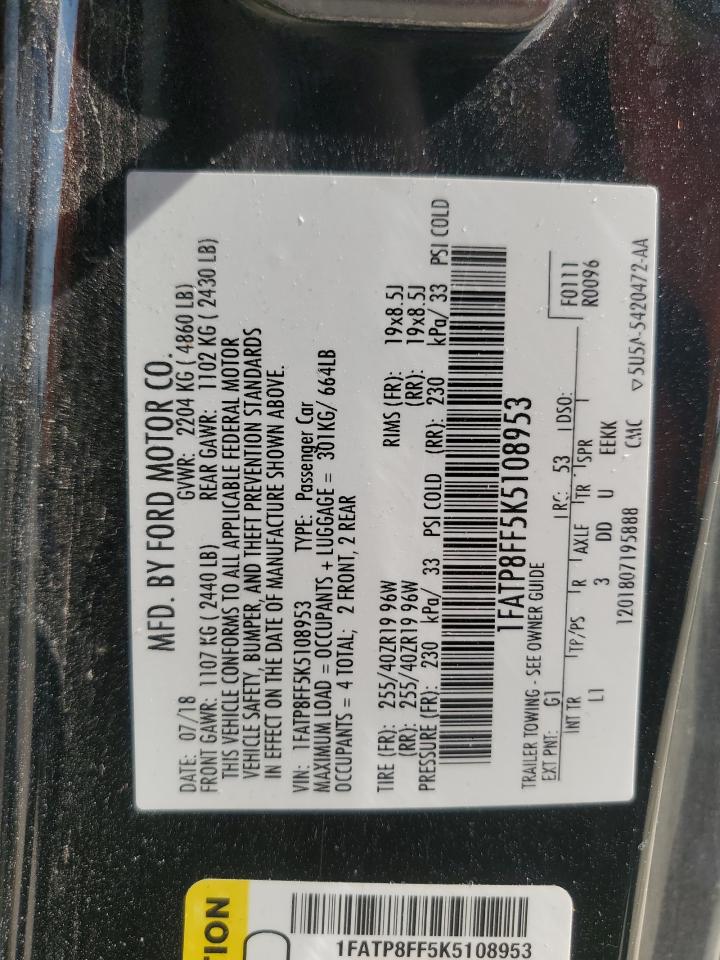 MFD. BY FORD MOTOR CO.
DATE: 07/18 GVWR: 2204 KG ( 4860 LB)
FRONT GAWR: 1107 KG ( 2440 LB) REAR GAWR: 1102 KG ( 2430 LB)
THIS VEHICLE CONFORMS TO ALL APPLICABLE FEDERAL MOTOR
VEHICLE SAFETY, BUMPER, AND THEFT PREVENTION STANDARDS
IN EFFECT ON THE DATE OF MANUFACTURE SHOWN ABOVE.
VIN: 1FATP8FF5K5108953 TYPE: Passenger Car
MAXIMUM LOAD = OCCUPANTS + LUGGAGE = 301KG/ 664LB
OCCUPANTS = 4 TOTAL; 2 FRONT, 2 REAR
TIRE (FR): 255/40ZR19 96W RIMS (FR): 19x8.5J
(RR): 255/40ZR19 96W (RR): 19x8.5J
PRESSURE (FR): 230 kPa/ 33 PSI COLD (RR): 230 kPa/ 33 PSI COLD
1FATP8FF5K5108953
TRAILER TOWING - SEE OWNER GUIDE
EXT PNT: G1 RC: 53 DSO: F0111
R0096
INT TR TP/PS R AXLE TR SPR
L1 3 DD U EEKK
1201807195888 CMC ▽5U5A-5420472-AA
TION
1FATP8FF5K5108953